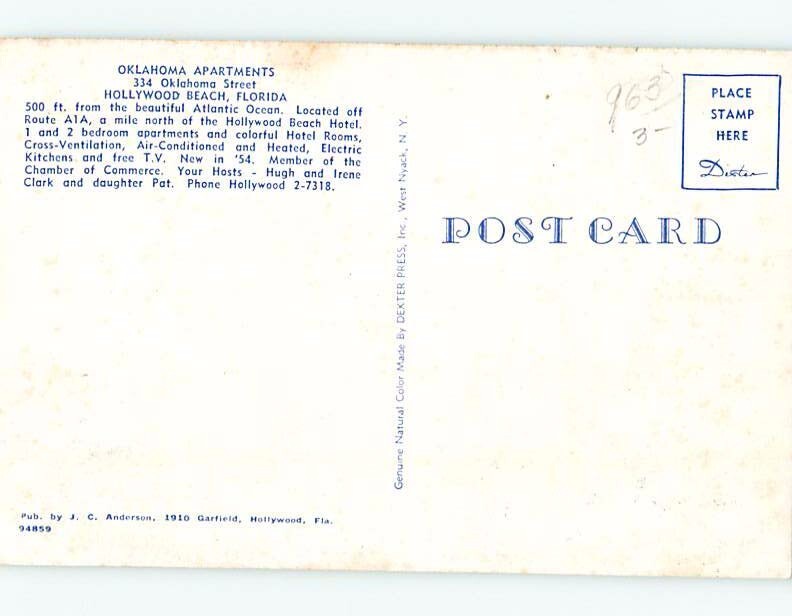 OKLAHOMA APARTMENTS
334 Oklahoma Street
HOLLYWOOD BEACH, FLORIDA
500 ft. from the beautiful Atlantic Ocean. Located off
Route A1A, a mile north of the Hollywood Beach Hotel.
1 and 2 bedroom apartments and colorful Hotel Rooms,
Cross-Ventilation, Air-Conditioned and Heated, Electric
Kitchens and free T.V. New in '54. Member of the
Chamber of Commerce. Your Hosts - Hugh and Irene
Clark and daughter Pat. Phone Hollywood 2-7318.
Pub. by J. C. Anderson, 1910 Garfield, Hollywood, Fla.
94859
Genuine Natural Color Made By DEXTER PRESS, Inc., West Nyack, N. Y.
3-
PLACE
STAMP
HERE
Dexter
POST CARD